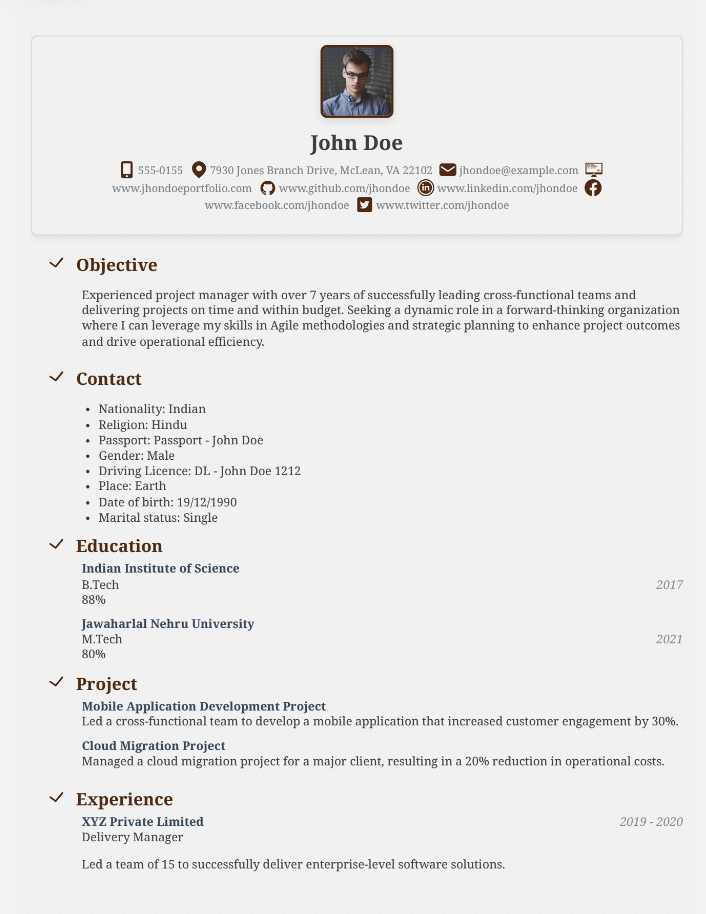 John Doe
555-0155 7930 Jones Branch Drive, McLean, VA 22102 jhondoe@example.com
www.jhondoeportfolio.com www.github.com/jhondoe www.linkedin.com/jhondoe
www.facebook.com/jhondoe www.twitter.com/jhondoe
Objective
Experienced project manager with over 7 years of successfully leading cross-functional teams and
delivering projects on time and within budget. Seeking a dynamic role in a forward-thinking organization
where I can leverage my skills in Agile methodologies and strategic planning to enhance project outcomes
and drive operational efficiency.
Contact
• Nationality: Indian
• Religion: Hindu
• Passport: Passport - John Doe
• Gender: Male
• Driving Licence: DL - John Doe 1212
• Place: Earth
• Date of birth: 19/12/1990
• Marital status: Single
Education
Indian Institute of Science
B.Tech 2017
88%
Jawaharlal Nehru University
M.Tech 2021
80%
Project
Mobile Application Development Project
Led a cross-functional team to develop a mobile application that increased customer engagement by 30%.
Cloud Migration Project
Managed a cloud migration project for a major client, resulting in a 20% reduction in operational costs.
Experience
XYZ Private Limited 2019 - 2020
Delivery Manager
Led a team of 15 to successfully deliver enterprise-level software solutions.